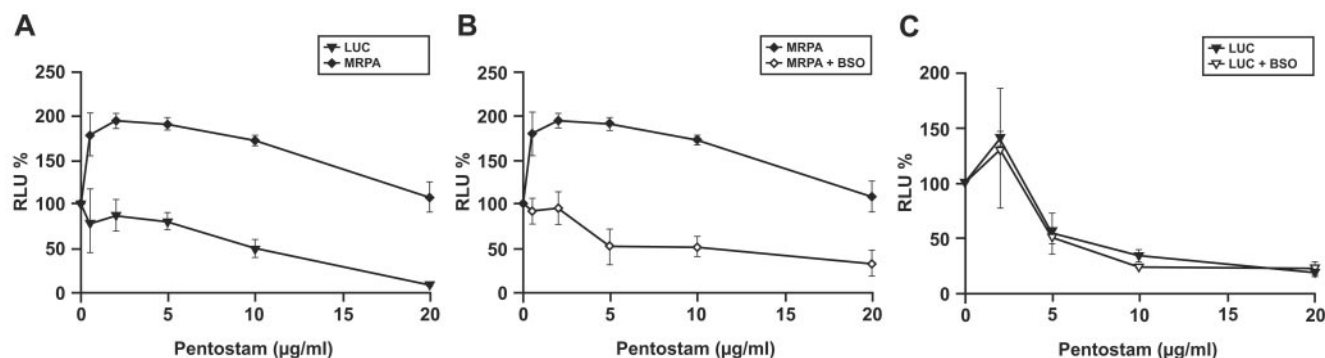 A
LUC
MRPA
RLU %
250
200
150
100
50
0
0 5 10 15 20
Pentostam (µg/ml)
B
MRPA
MRPA + BSO
RLU %
250
200
150
100
50
0
0 5 10 15 20
Pentostam (µg/ml)
C
LUC
LUC + BSO
RLU %
200
150
100
50
0
0 5 10 15 20
Pentostam (µg/ml)